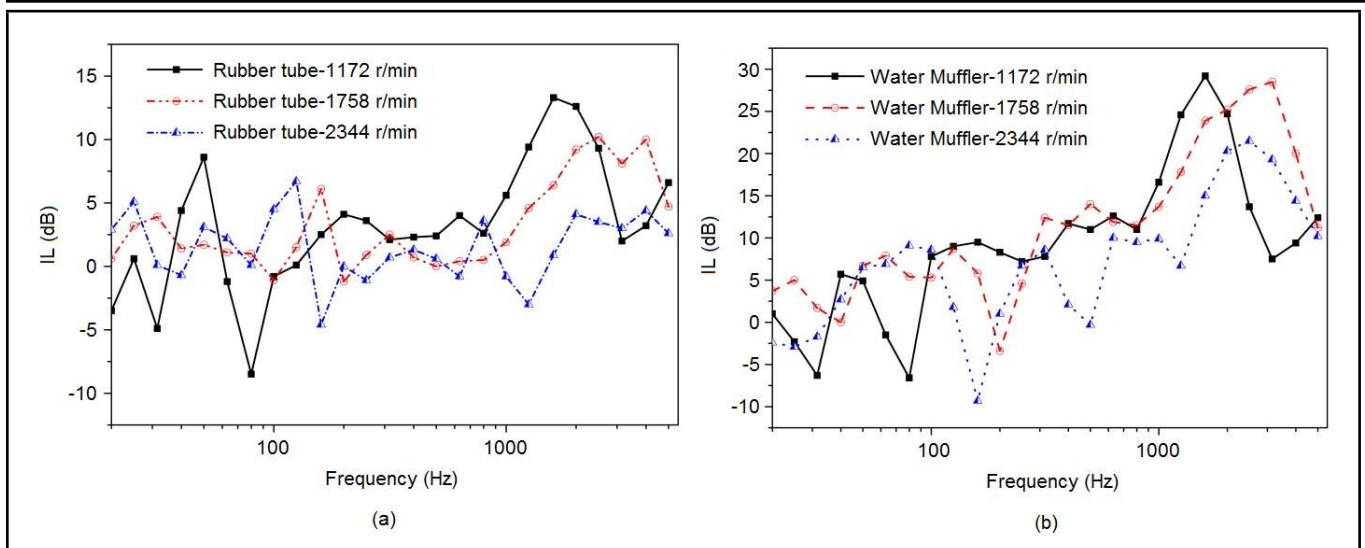 Rubber tube-1172 r/min
Rubber tube-1758 r/min
Rubber tube-2344 r/min
15
10
5
0
-5
-10
IL (dB)
100
1000
Frequency (Hz)
(a)
Water Muffler-1172 r/min
Water Muffler-1758 r/min
Water Muffler-2344 r/min
30
25
20
15
10
5
0
-5
-10
IL (dB)
100
1000
Frequency (Hz)
(b)